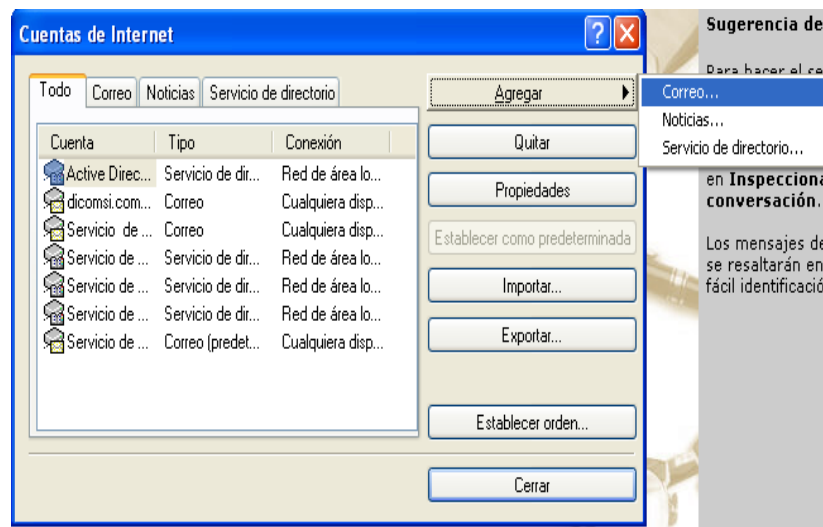 Cuentas de Internet
Todo Correo Noticias Servicio de directorio
Cuenta Tipo Conexión
Active Direc... Servicio de dir... Red de área lo...
dicomsi.com... Correo Cualquiera disp...
Servicio de ... Correo Cualquiera disp...
Servicio de ... Servicio de dir... Red de área lo...
Servicio de ... Servicio de dir... Red de área lo...
Servicio de ... Servicio de dir... Red de área lo...
Servicio de ... Correo (predet... Cualquiera disp...
Agregar
Quitar
Propiedades
Establecer como predeterminada
Importar...
Exportar...
Establecer orden...
Cerrar
Correo...
Noticias...
Servicio de directorio...
Sugerencia de
Para hacer el se
en Inspecciona
conversación.
Los mensajes de
se resaltarán en
fácil identificació